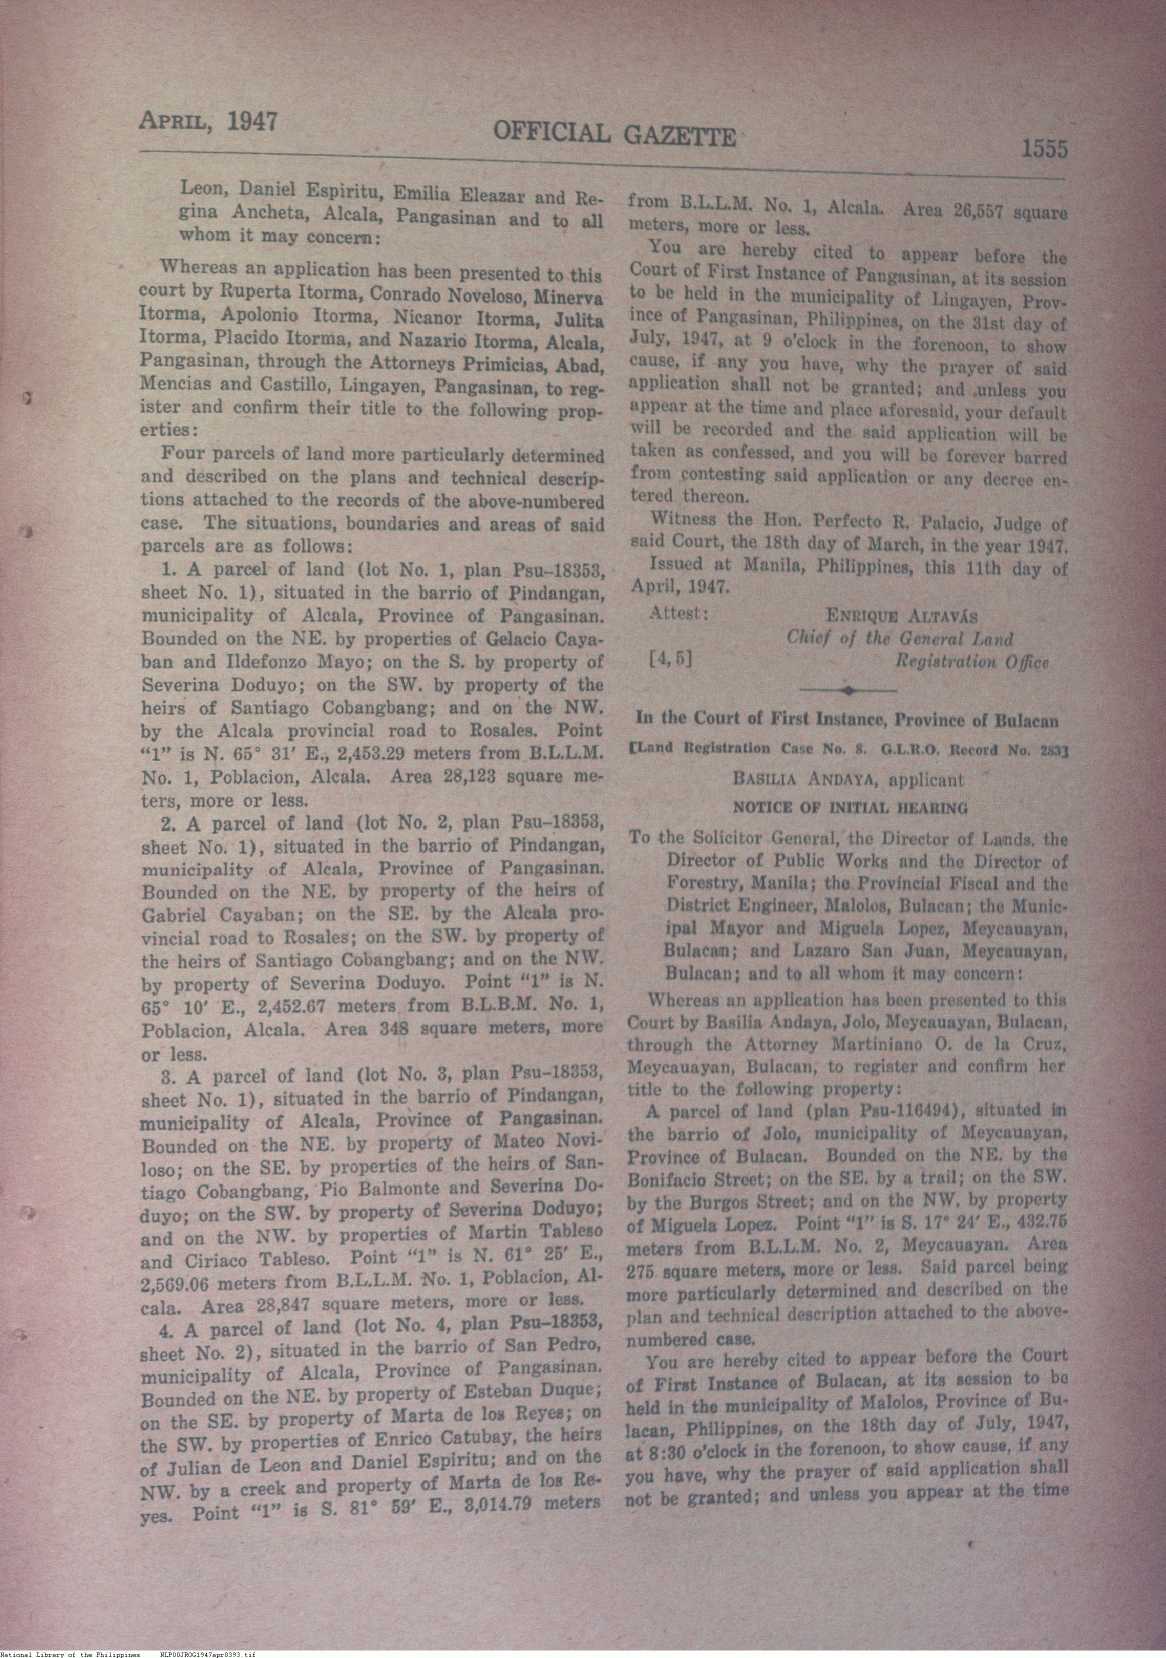 APRIL, 1947
OFFICIAL GAZETTE
1555
Leon, Daniel Espiritu, Emilia Eleazar and Re-
gina Ancheta, Alcala, Pangasinan and to all
whom it may concern:
Whereas an application has been presented to this
court by Ruperta Itorma, Conrado Noveloso, Minerva
Itorma, Apolonio Itorma, Nicanor Itorma, Julita
Itorma, Placido Itorma, and Nazario Itorma, Alcala,
Pangasinan, through the Attorneys Primicias, Abad,
Mencias and Castillo, Lingayen, Pangasinan, to reg-
ister and confirm their title to the following prop-
erties:
Four parcels of land more particularly determined
and described on the plans and technical descrip-
tions attached to the records of the above-numbered
case. The situations, boundaries and areas of said
parcels are as follows:
1. A parcel of land (lot No. 1, plan Psu-18353,
sheet No. 1), situated in the barrio of Pindangan,
municipality of Alcala, Province of Pangasinan.
Bounded on the NE. by properties of Gelacio Caya-
ban and Ildefonzo Mayo; on the S. by property of
Severina Doduyo; on the SW. by property of the
heirs of Santiago Cobangbang; and on the NW.
by the Alcala provincial road to Rosales. Point
"1" is N. 65° 31′ E., 2,453.29 meters from B.L.L.M.
No. 1, Poblacion, Alcala. Area 28,123 square me-
ters, more or less.
2. A parcel of land (lot No. 2, plan Psu-18353,
sheet No. 1), situated in the barrio of Pindangan,
municipality of Alcala, Province of Pangasinan.
Bounded on the NE. by property of the heirs of
Gabriel Cayaban; on the SE. by the Alcala pro-
vincial road to Rosales; on the SW. by property of
the heirs of Santiago Cobangbang; and on the NW.
by property of Severina Doduyo. Point "1" is N.
65° 10′ E., 2,452.67 meters from B.L.B.M. No. 1,
Poblacion, Alcala. Area 348 square meters, more
or less.
3. A parcel of land (lot No. 3, plan Psu-18353,
sheet No. 1), situated in the barrio of Pindangan,
municipality of Alcala, Province of Pangasinan.
Bounded on the NE. by property of Mateo Novi-
loso; on the SE. by properties of the heirs of San-
tiago Cobangbang, Pio Balmonte and Severina Do-
duyo; on the SW. by property of Severina Doduyo;
and on the NW. by properties of Martin Tableso
and Ciriaco Tableso. Point "1" is N. 61° 25′ E.,
2,569.06 meters from B.L.L.M. No. 1, Poblacion, Al-
cala. Area 28,847 square meters, more or less.
4. A parcel of land (lot No. 4, plan Psu-18353,
sheet No. 2), situated in the barrio of San Pedro,
municipality of Alcala, Province of Pangasinan.
Bounded on the NE. by property of Esteban Duque;
on the SE. by property of Marta de los Reyes; on
the SW. by properties of Enrico Catubay, the heirs
of Julian de Leon and Daniel Espiritu; and on the
NW. by a creek and property of Marta de los Re-
yes. Point "1" is S. 81° 59′ E., 3,014.79 meters
from B.L.L.M. No. 1, Alcala. Area 26,557 square
meters, more or less.
You are hereby cited to appear before the
Court of First Instance of Pangasinan, at its session
to be held in the municipality of Lingayen, Prov-
ince of Pangasinan, Philippines, on the 31st day of
July, 1947, at 9 o'clock in the forenoon, to show
cause, if any you have, why the prayer of said
application shall not be granted; and unless you
appear at the time and place aforesaid, your default
will be recorded and the said application will be
taken as confessed, and you will be forever barred
from contesting said application or any decree en-
tered thereon.
Witness the Hon. Perfecto R. Palacio, Judge of
said Court, the 18th day of March, in the year 1947.
Issued at Manila, Philippines, this 11th day of
April, 1947.
Attest: ENRIQUE ALTAVÁS
Chief of the General Land
[4, 5] Registration Office
In the Court of First Instance, Province of Bulacan
[Land Registration Case No. 8. G.L.R.O. Record No. 283]
BASILIA ANDAYA, applicant
NOTICE OF INITIAL HEARING
To the Solicitor General, the Director of Lands, the
Director of Public Works and the Director of
Forestry, Manila; the Provincial Fiscal and the
District Engineer, Malolos, Bulacan; the Munic-
ipal Mayor and Miguela Lopez, Meycauayan,
Bulacan; and Lazaro San Juan, Meycauayan,
Bulacan; and to all whom it may concern:
Whereas an application has been presented to this
Court by Basilia Andaya, Jolo, Meycauayan, Bulacan,
through the Attorney Martiniano O. de la Cruz,
Meycauayan, Bulacan, to register and confirm her
title to the following property:
A parcel of land (plan Psu-116494), situated in
the barrio of Jolo, municipality of Meycauayan,
Province of Bulacan. Bounded on the NE. by the
Bonifacio Street; on the SE. by a trail; on the SW.
by the Burgos Street; and on the NW. by property
of Miguela Lopez. Point "1" is S. 17° 24′ E., 432.75
meters from B.L.L.M. No. 2, Meycauayan. Area
275 square meters, more or less. Said parcel being
more particularly determined and described on the
plan and technical description attached to the above-
numbered case.
You are hereby cited to appear before the Court
of First Instance of Bulacan, at its session to be
held in the municipality of Malolos, Province of Bu-
lacan, Philippines, on the 18th day of July, 1947,
at 8:30 o'clock in the forenoon, to show cause, if any
you have, why the prayer of said application shall
not be granted; and unless you appear at the time
National Library of the Philippines NLP00JROG1947apr0393.tif